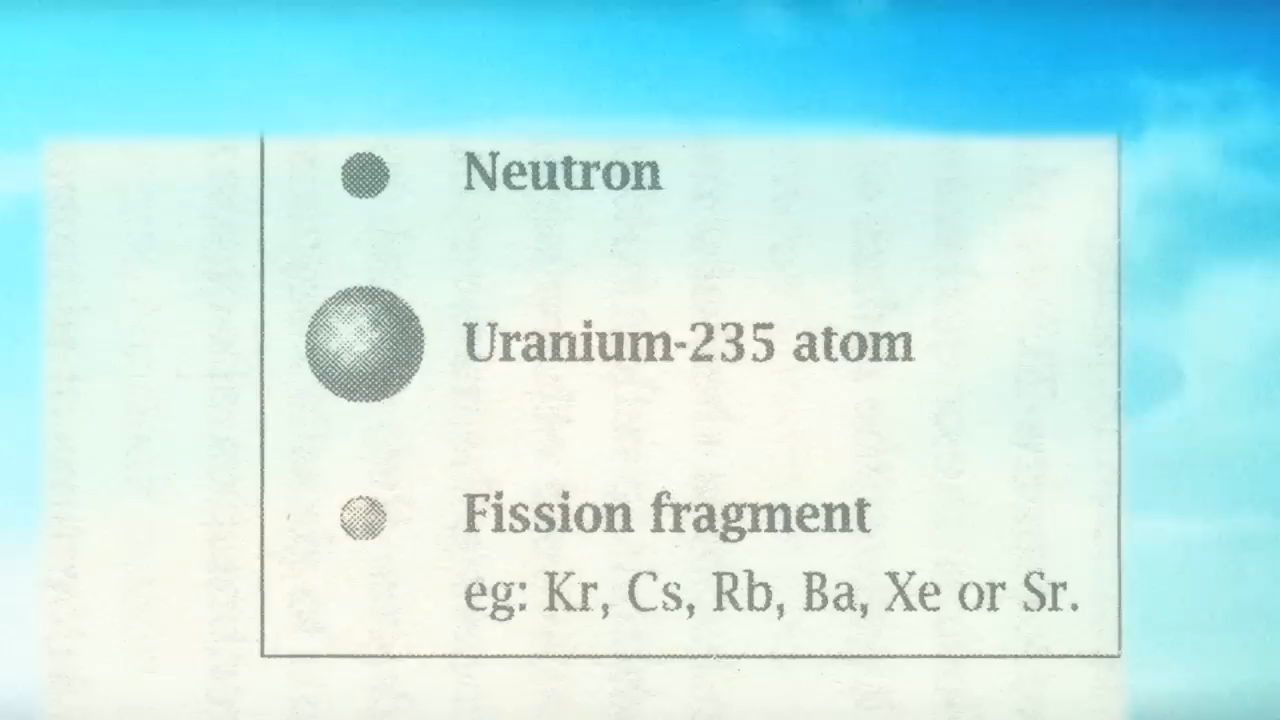 Neutron
Uranium-235 atom
Fission fragment
eg: Kr, Cs, Rb, Ba, Xe or Sr.